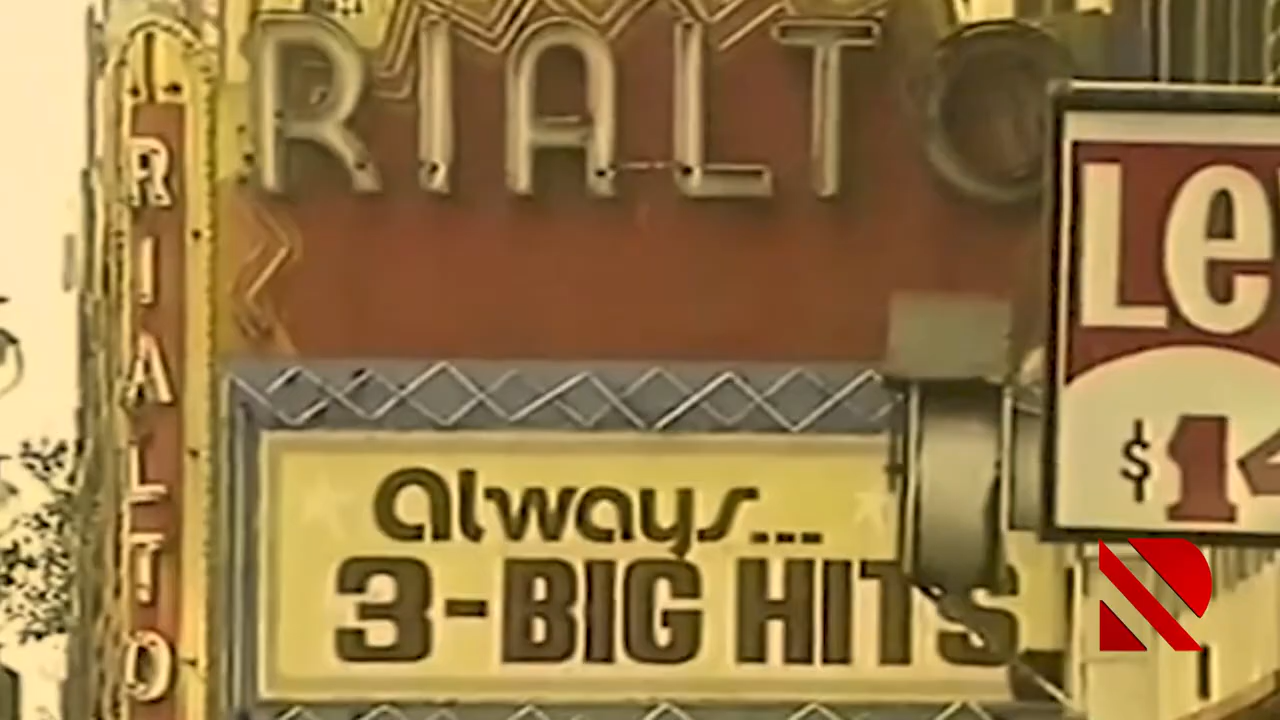 RIALTO
RIALTO
Always...
3-BIG HITS
Le
$14